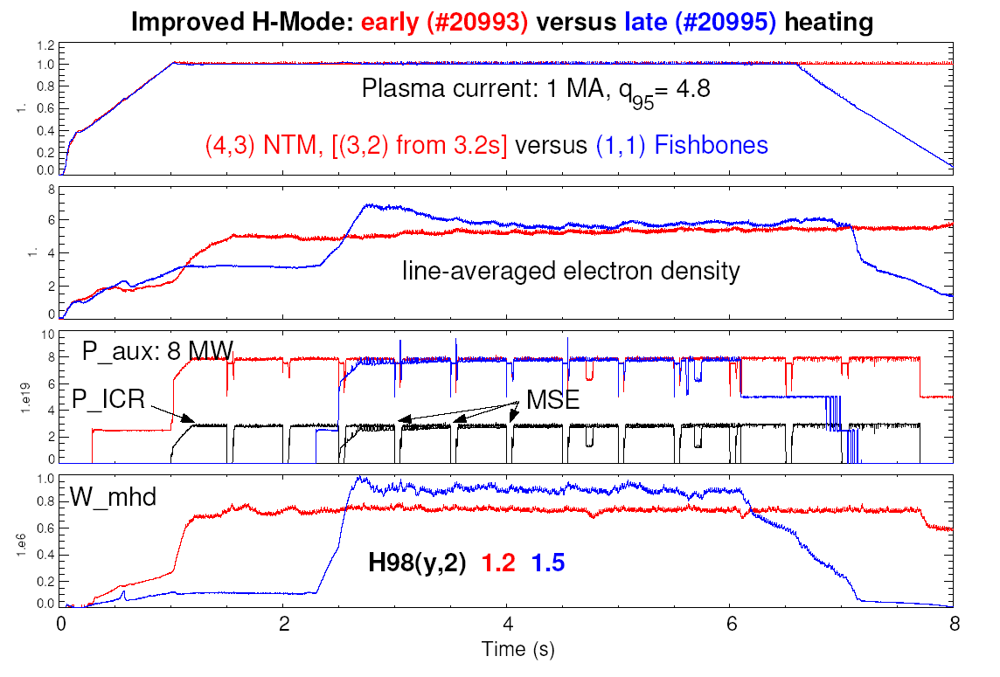 Improved H-Mode: early (#20993) versus late (#20995) heating
1.2
1.0
0.8
0.6
0.4
0.2
0.0
1.
Plasma current: 1 MA, q95= 4.8
(4,3) NTM, [(3,2) from 3.2s] versus (1,1) Fishbones
8
6
4
2
0
1.
line-averaged electron density
10
8
6
4
2
0
1.e19
P_aux: 8 MW
P_ICR
MSE
1.0
0.8
0.6
0.4
0.2
0.0
1.e6
W_mhd
H98(y,2) 1.2 1.5
0 2 4 6 8
Time (s)